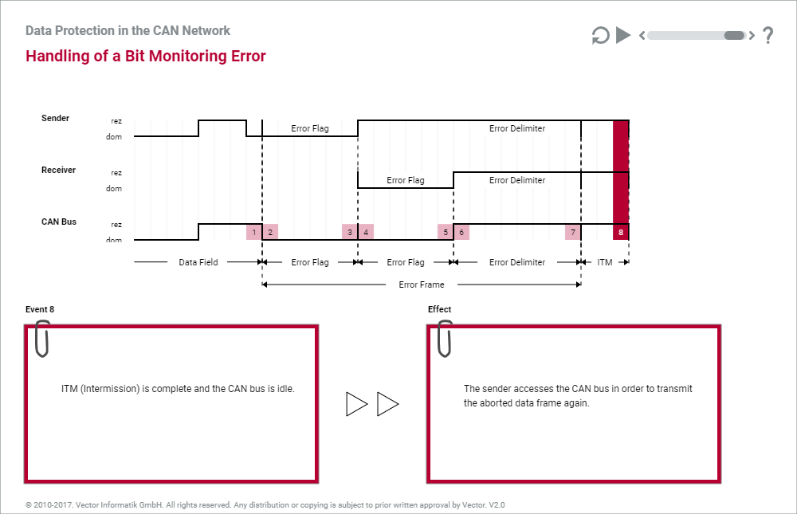 Data Protection in the CAN Network
Handling of a Bit Monitoring Error
?
Sender
rez
dom
Error Flag
Error Delimiter
Receiver
rez
dom
Error Flag
Error Delimiter
CAN Bus
rez
dom
1 2 3 4 5 6 7 8
Data Field Error Flag Error Flag Error Delimiter ITM
Error Frame
Event 8
ITM (Intermission) is complete and the CAN bus is idle.
Effect
The sender accesses the CAN bus in order to transmit
the aborted data frame again.
© 2010-2017. Vector Informatik GmbH. All rights reserved. Any distribution or copying is subject to prior written approval by Vector. V2.0